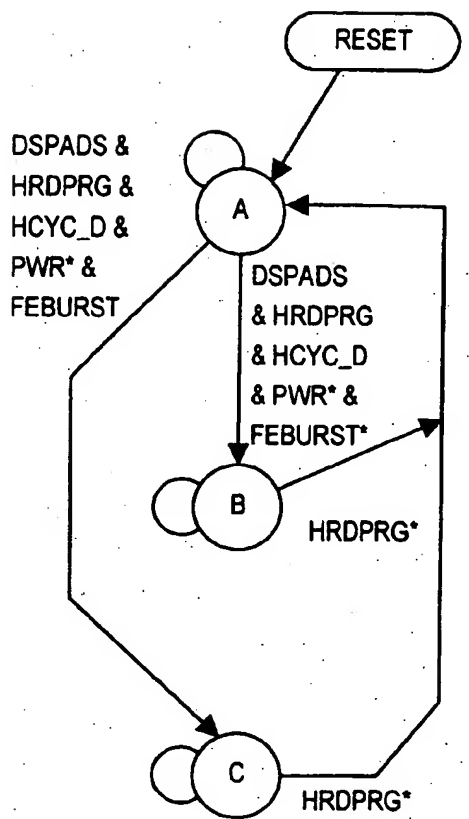 RESET
DSPADS &
HRDPRG &
HCYC_D &
PWR* &
FEBURST
A
DSPADS
& HRDPRG
& HCYC_D
& PWR* &
FEBURST*
B
HRDPRG*
C
HRDPRG*